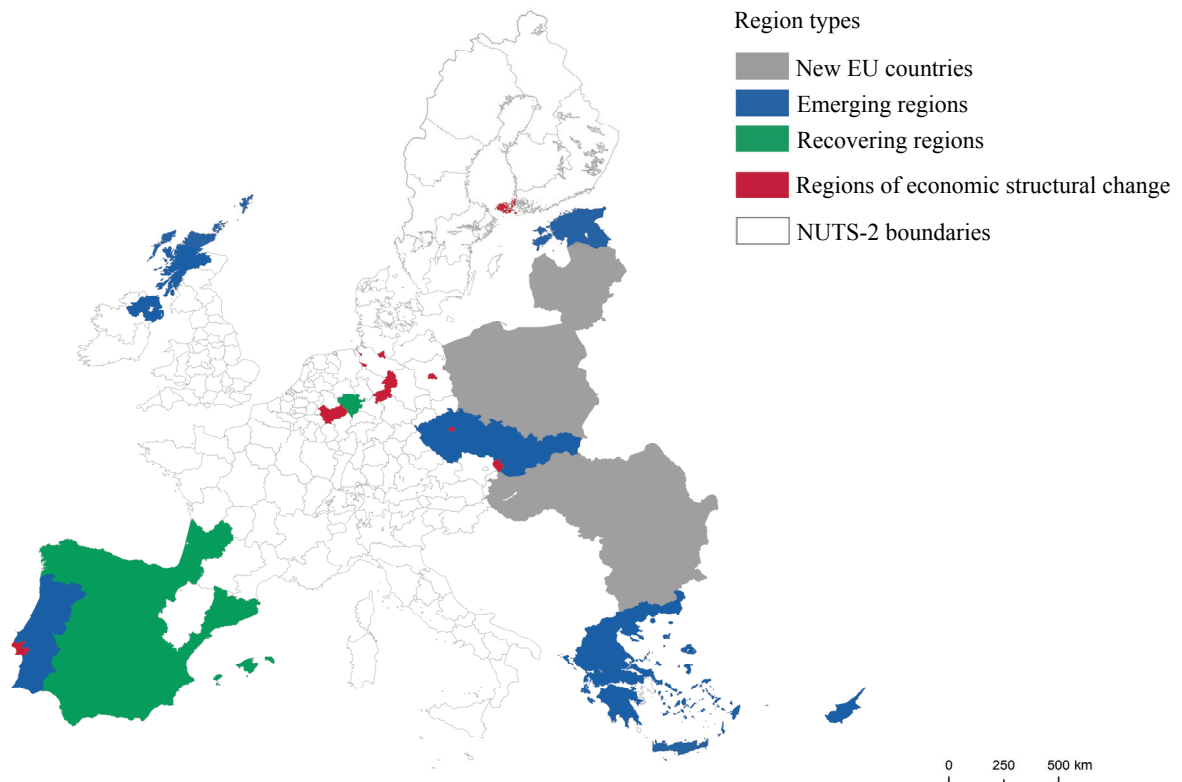 Region types
New EU countries
Emerging regions
Recovering regions
Regions of economic structural change
NUTS-2 boundaries
0 250 500 km